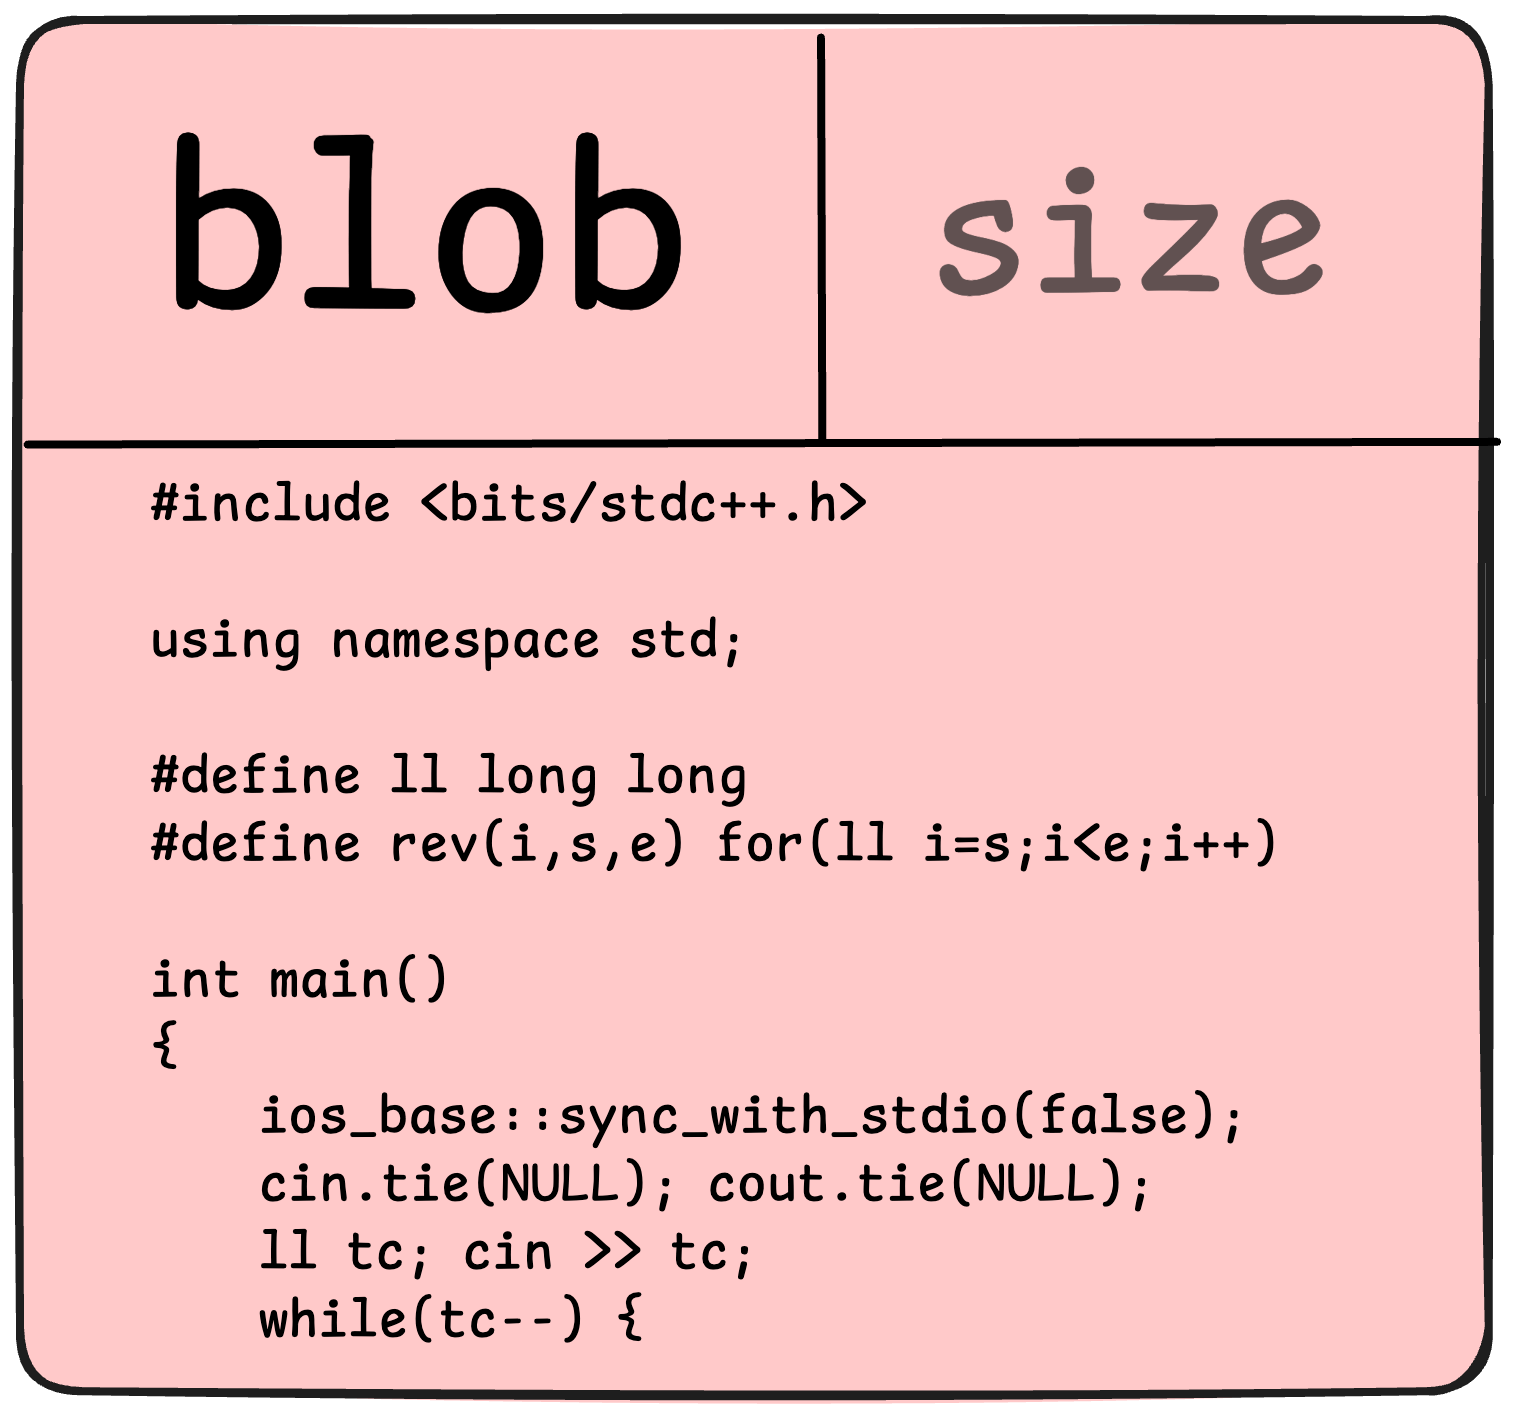 blob size
#include <bits/stdc++.h>
using namespace std;
#define ll long long
#define rev(i,s,e) for(ll i=s;i<e;i++)
int main()
{
ios_base::sync_with_stdio(false);
cin.tie(NULL); cout.tie(NULL);
ll tc; cin >> tc;
while(tc--) {